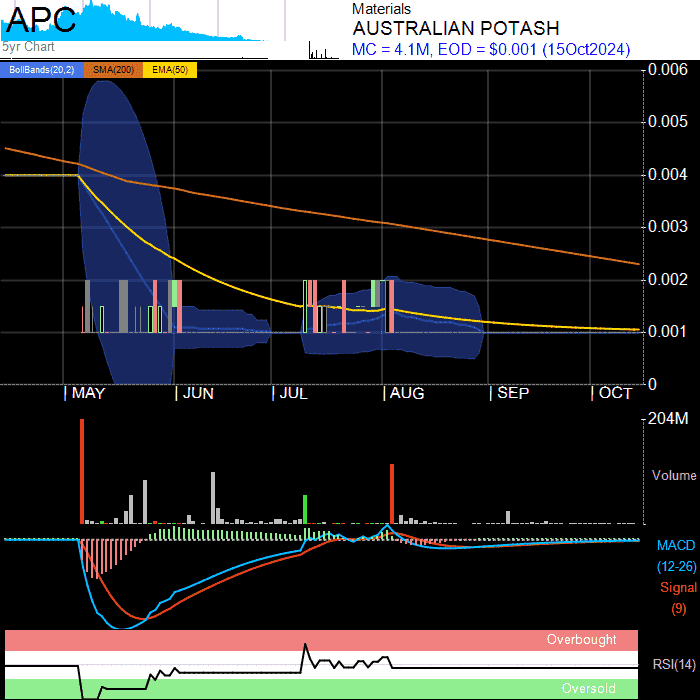 APC
5yr Chart
Materials
AUSTRALIAN POTASH
MC = 4.1M, EOD = $0.001 (15Oct2024)
BollBands(20,2) SMA(200) EMA(50)
0.006
0.005
0.004
0.003
0.002
0.001
0
MAY JUN JUL AUG SEP OCT
204M
Volume
MACD
(12-26)
Signal
(9)
Overbought
RSI(14)
Oversold